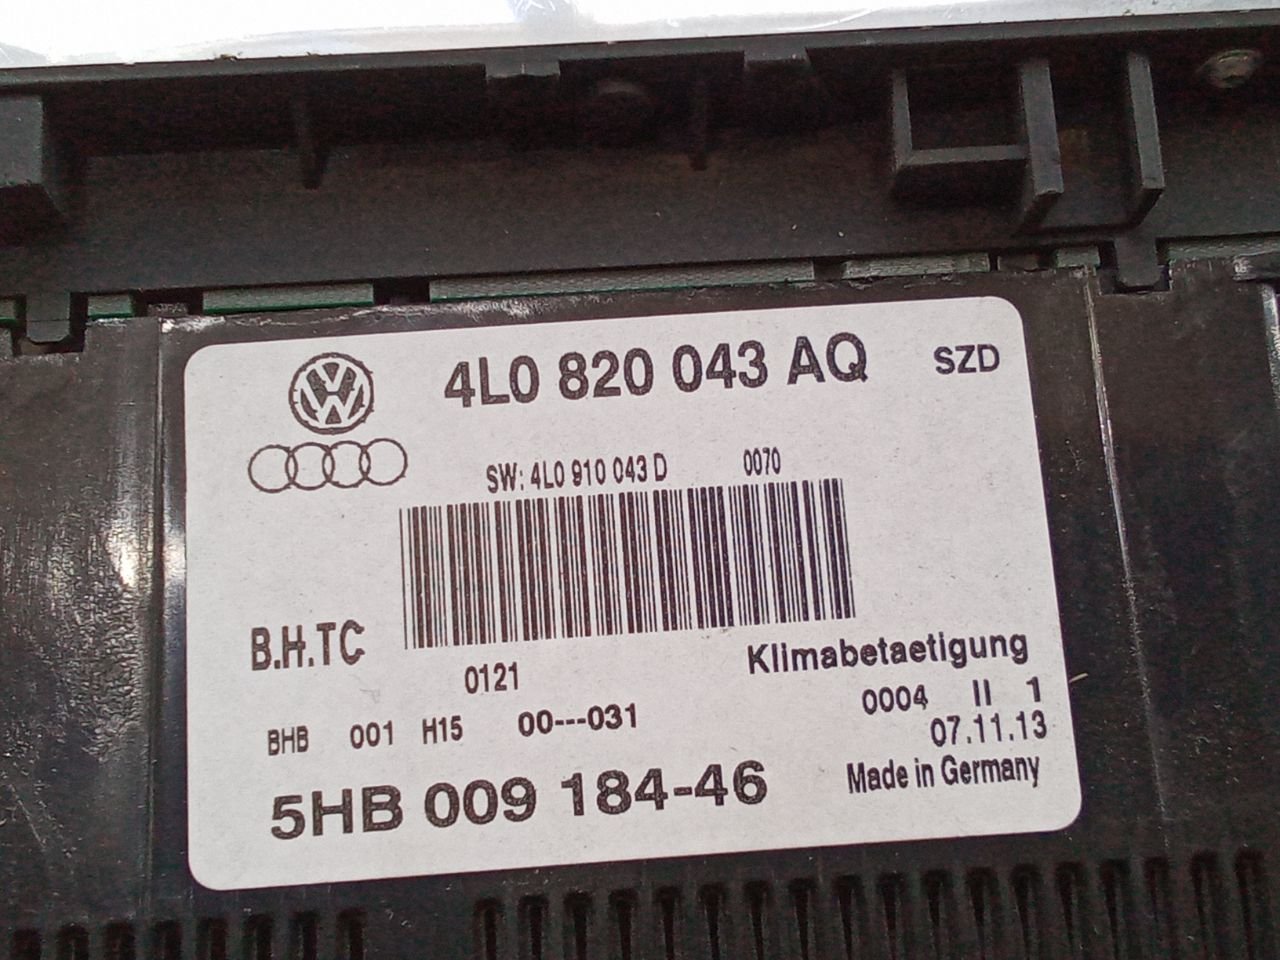 4L0 820 043 AQ SZD
SW: 4L0 910 043 D 0070
B.H.TC
0121
Klimabetaetigung
0004 II 1
BHB 001 H15 00---031
07.11.13
5HB 009 184-46
Made in Germany